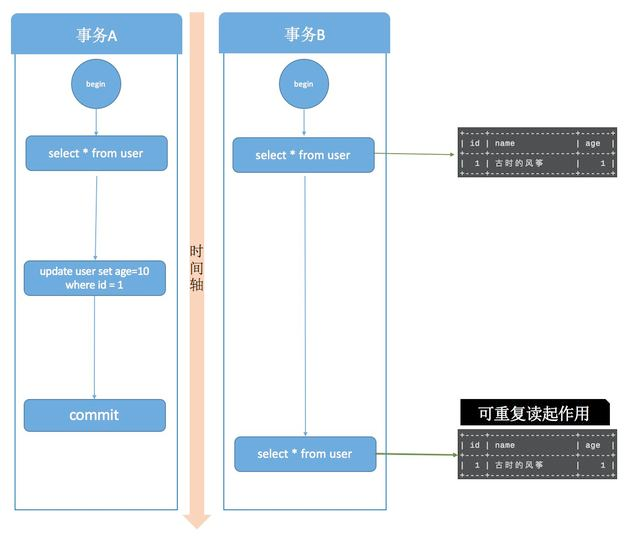 事务A
begin
select * from user
update user set age=10
where id = 1
commit
时
间
轴
事务B
begin
select * from user
+----+-----------------+------+
| id | name | age |
+----+-----------------+------+
| 1 | 古时的风筝 | 1 |
+----+-----------------+------+
select * from user
可重复读起作用
+----+-----------------+------+
| id | name | age |
+----+-----------------+------+
| 1 | 古时的风筝 | 1 |
+----+-----------------+------+